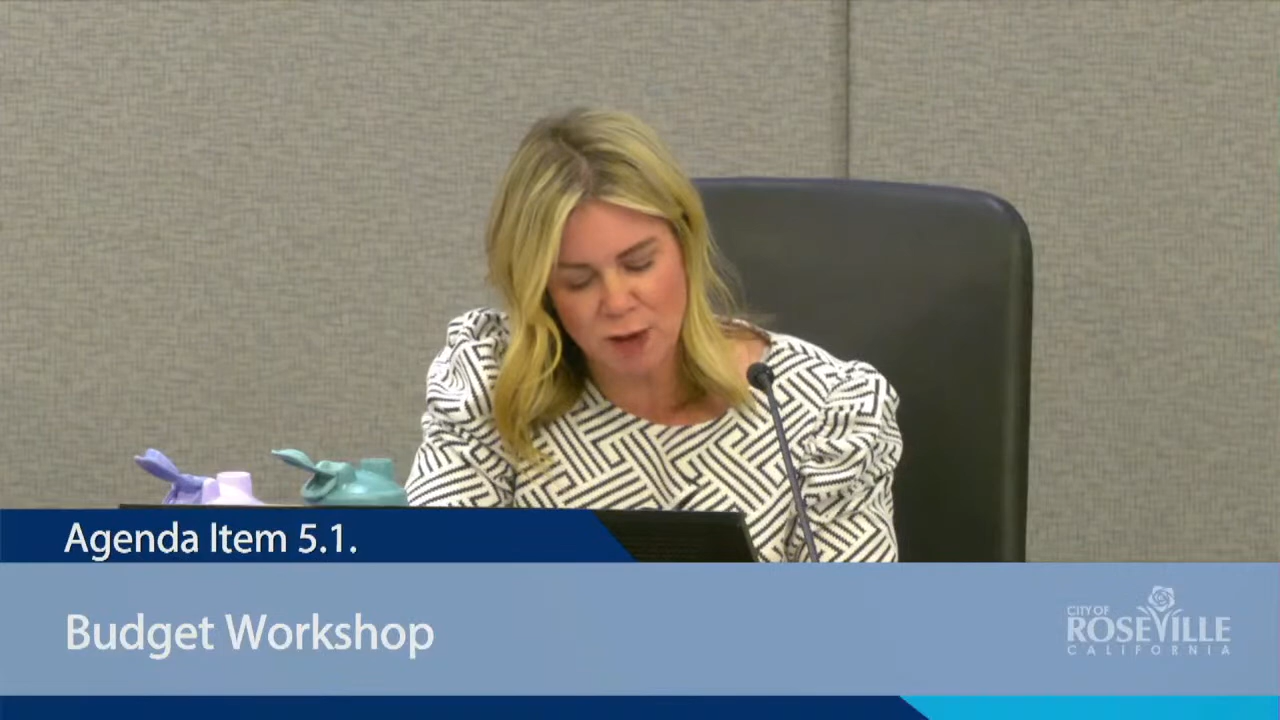 Agenda Item 5.1.
Budget Workshop
CITY OF
ROSEVILLE
CALIFORNIA